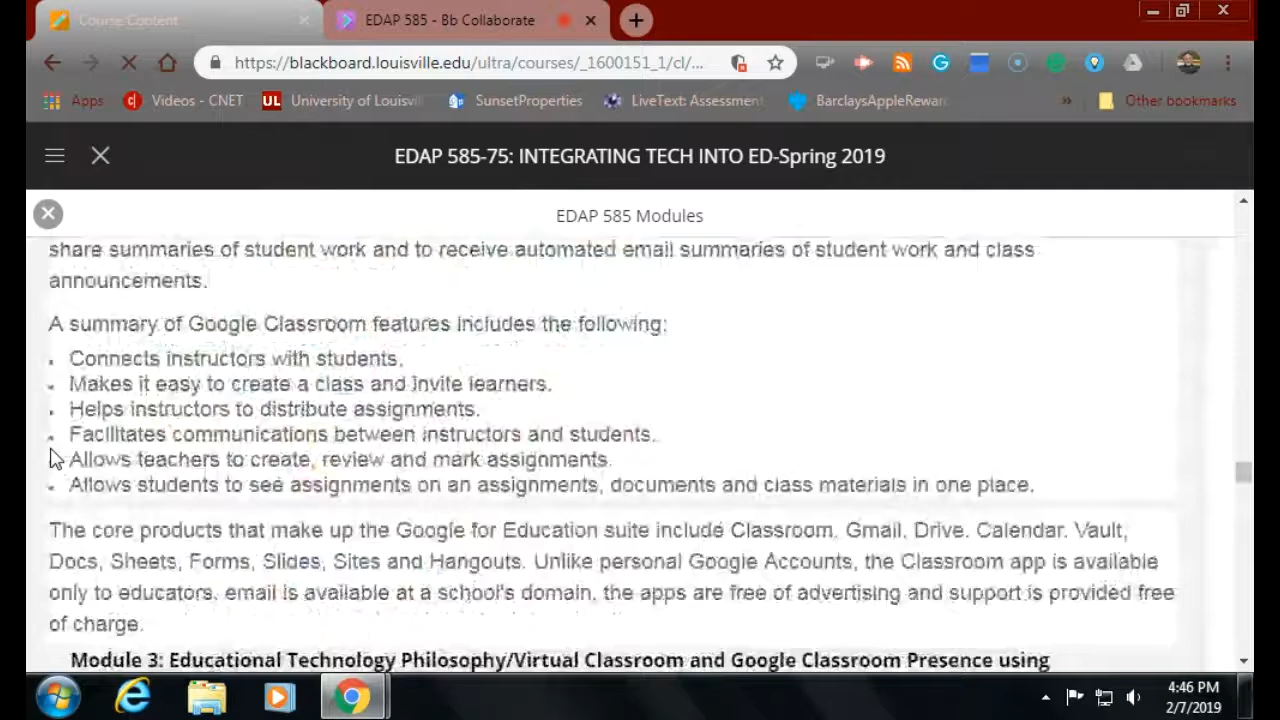 Course Content
EDAP 585 - Bb Collaborate
https://blackboard.louisville.edu/ultra/courses/_1600151_1/cl/...
Apps
Videos - CNET
UL
University of Louisvil
SunsetProperties
LiveText: Assessment
BarclaysAppleRewar
»
Other bookmarks
EDAP 585-75: INTEGRATING TECH INTO ED-Spring 2019
EDAP 585 Modules
share summaries of student work and to receive automated email summaries of student work and class
announcements.
A summary of Google Classroom features includes the following:
Connects instructors with students.
Makes it easy to create a class and invite learners.
Helps instructors to distribute assignments.
Facilitates communications between instructors and students.
Allows teachers to create, review and mark assignments.
Allows students to see assignments on an assignments, documents and class materials in one place.
The core products that make up the Google for Education suite include Classroom, Gmail, Drive, Calendar, Vault,
Docs, Sheets, Forms, Slides, Sites and Hangouts. Unlike personal Google Accounts, the Classroom app is available
only to educators, email is available at a school's domain, the apps are free of advertising and support is provided free
of charge.
Module 3: Educational Technology Philosophy/Virtual Classroom and Google Classroom Presence using
4:46 PM
2/7/2019